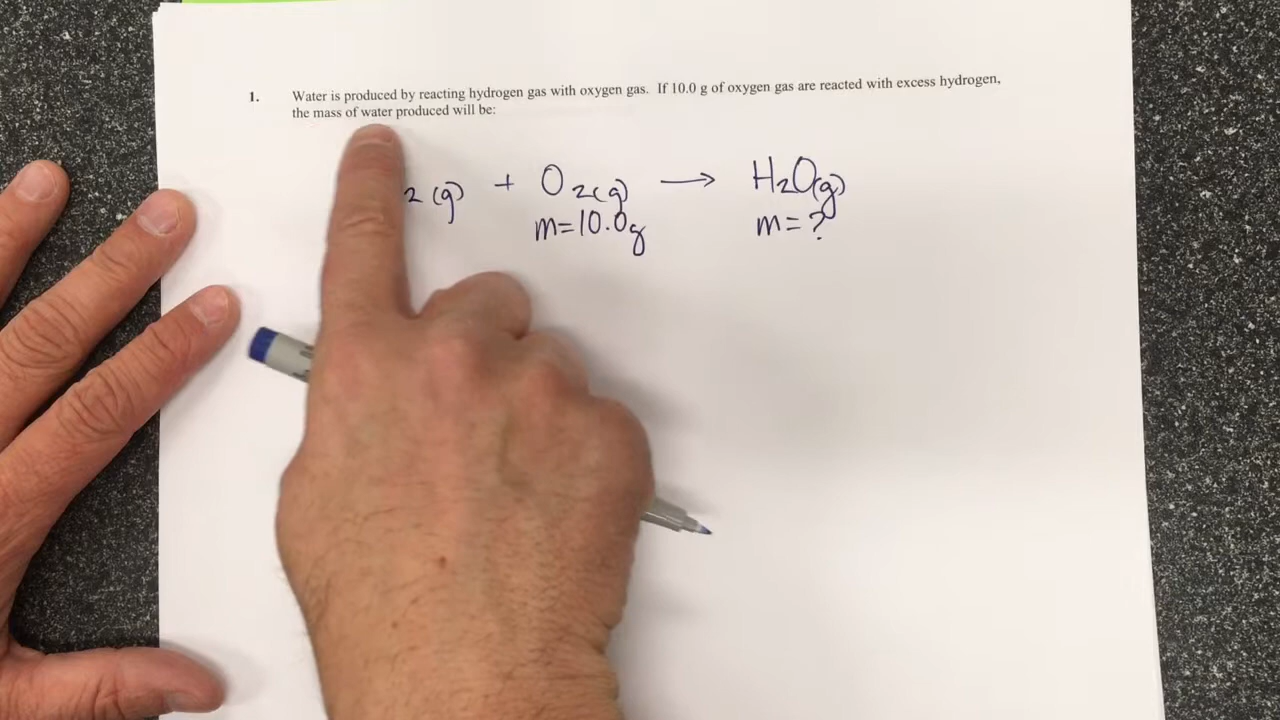 1. Water is produced by reacting hydrogen gas with oxygen gas. If 10.0 g of oxygen gas are reacted with excess hydrogen,
the mass of water produced will be:
2 (g) + O2(g) → H2O(g)
m=10.0g m=?